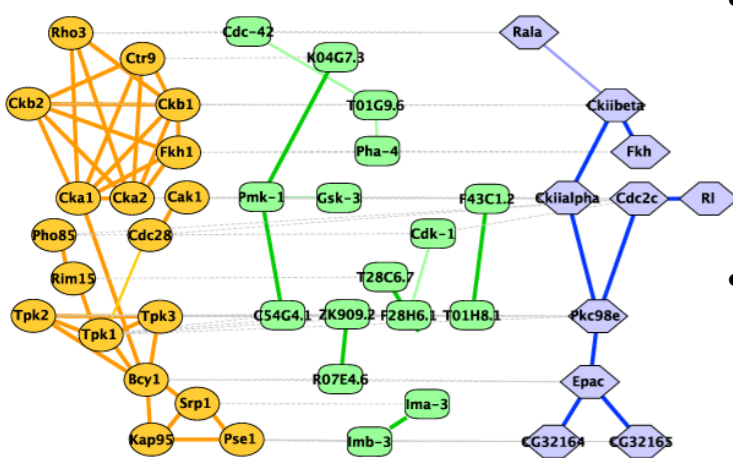 Rho3 Cdc-42 Rala
Ctr9 K04G7.3
Ckb2 Ckb1 T01G9.6 Ckiibeta
Fkh1 Pha-4 Fkh
Cka1 Cka2 Cak1 Pmk-1 Gsk-3 F43C1.2 Ckiialpha Cdc2c Rl
Pho85 Cdc28 Cdk-1
Rim15 T28C6.7
Tpk2 Tpk1 Tpk3 C54G4.1 ZK909.2 F28H6.1 T01H8.1 Pkc98e
Bcy1 R07E4.6 Epac
Srp1 Ima-3
Kap95 Pse1 Imb-3 CG32164 CG32165